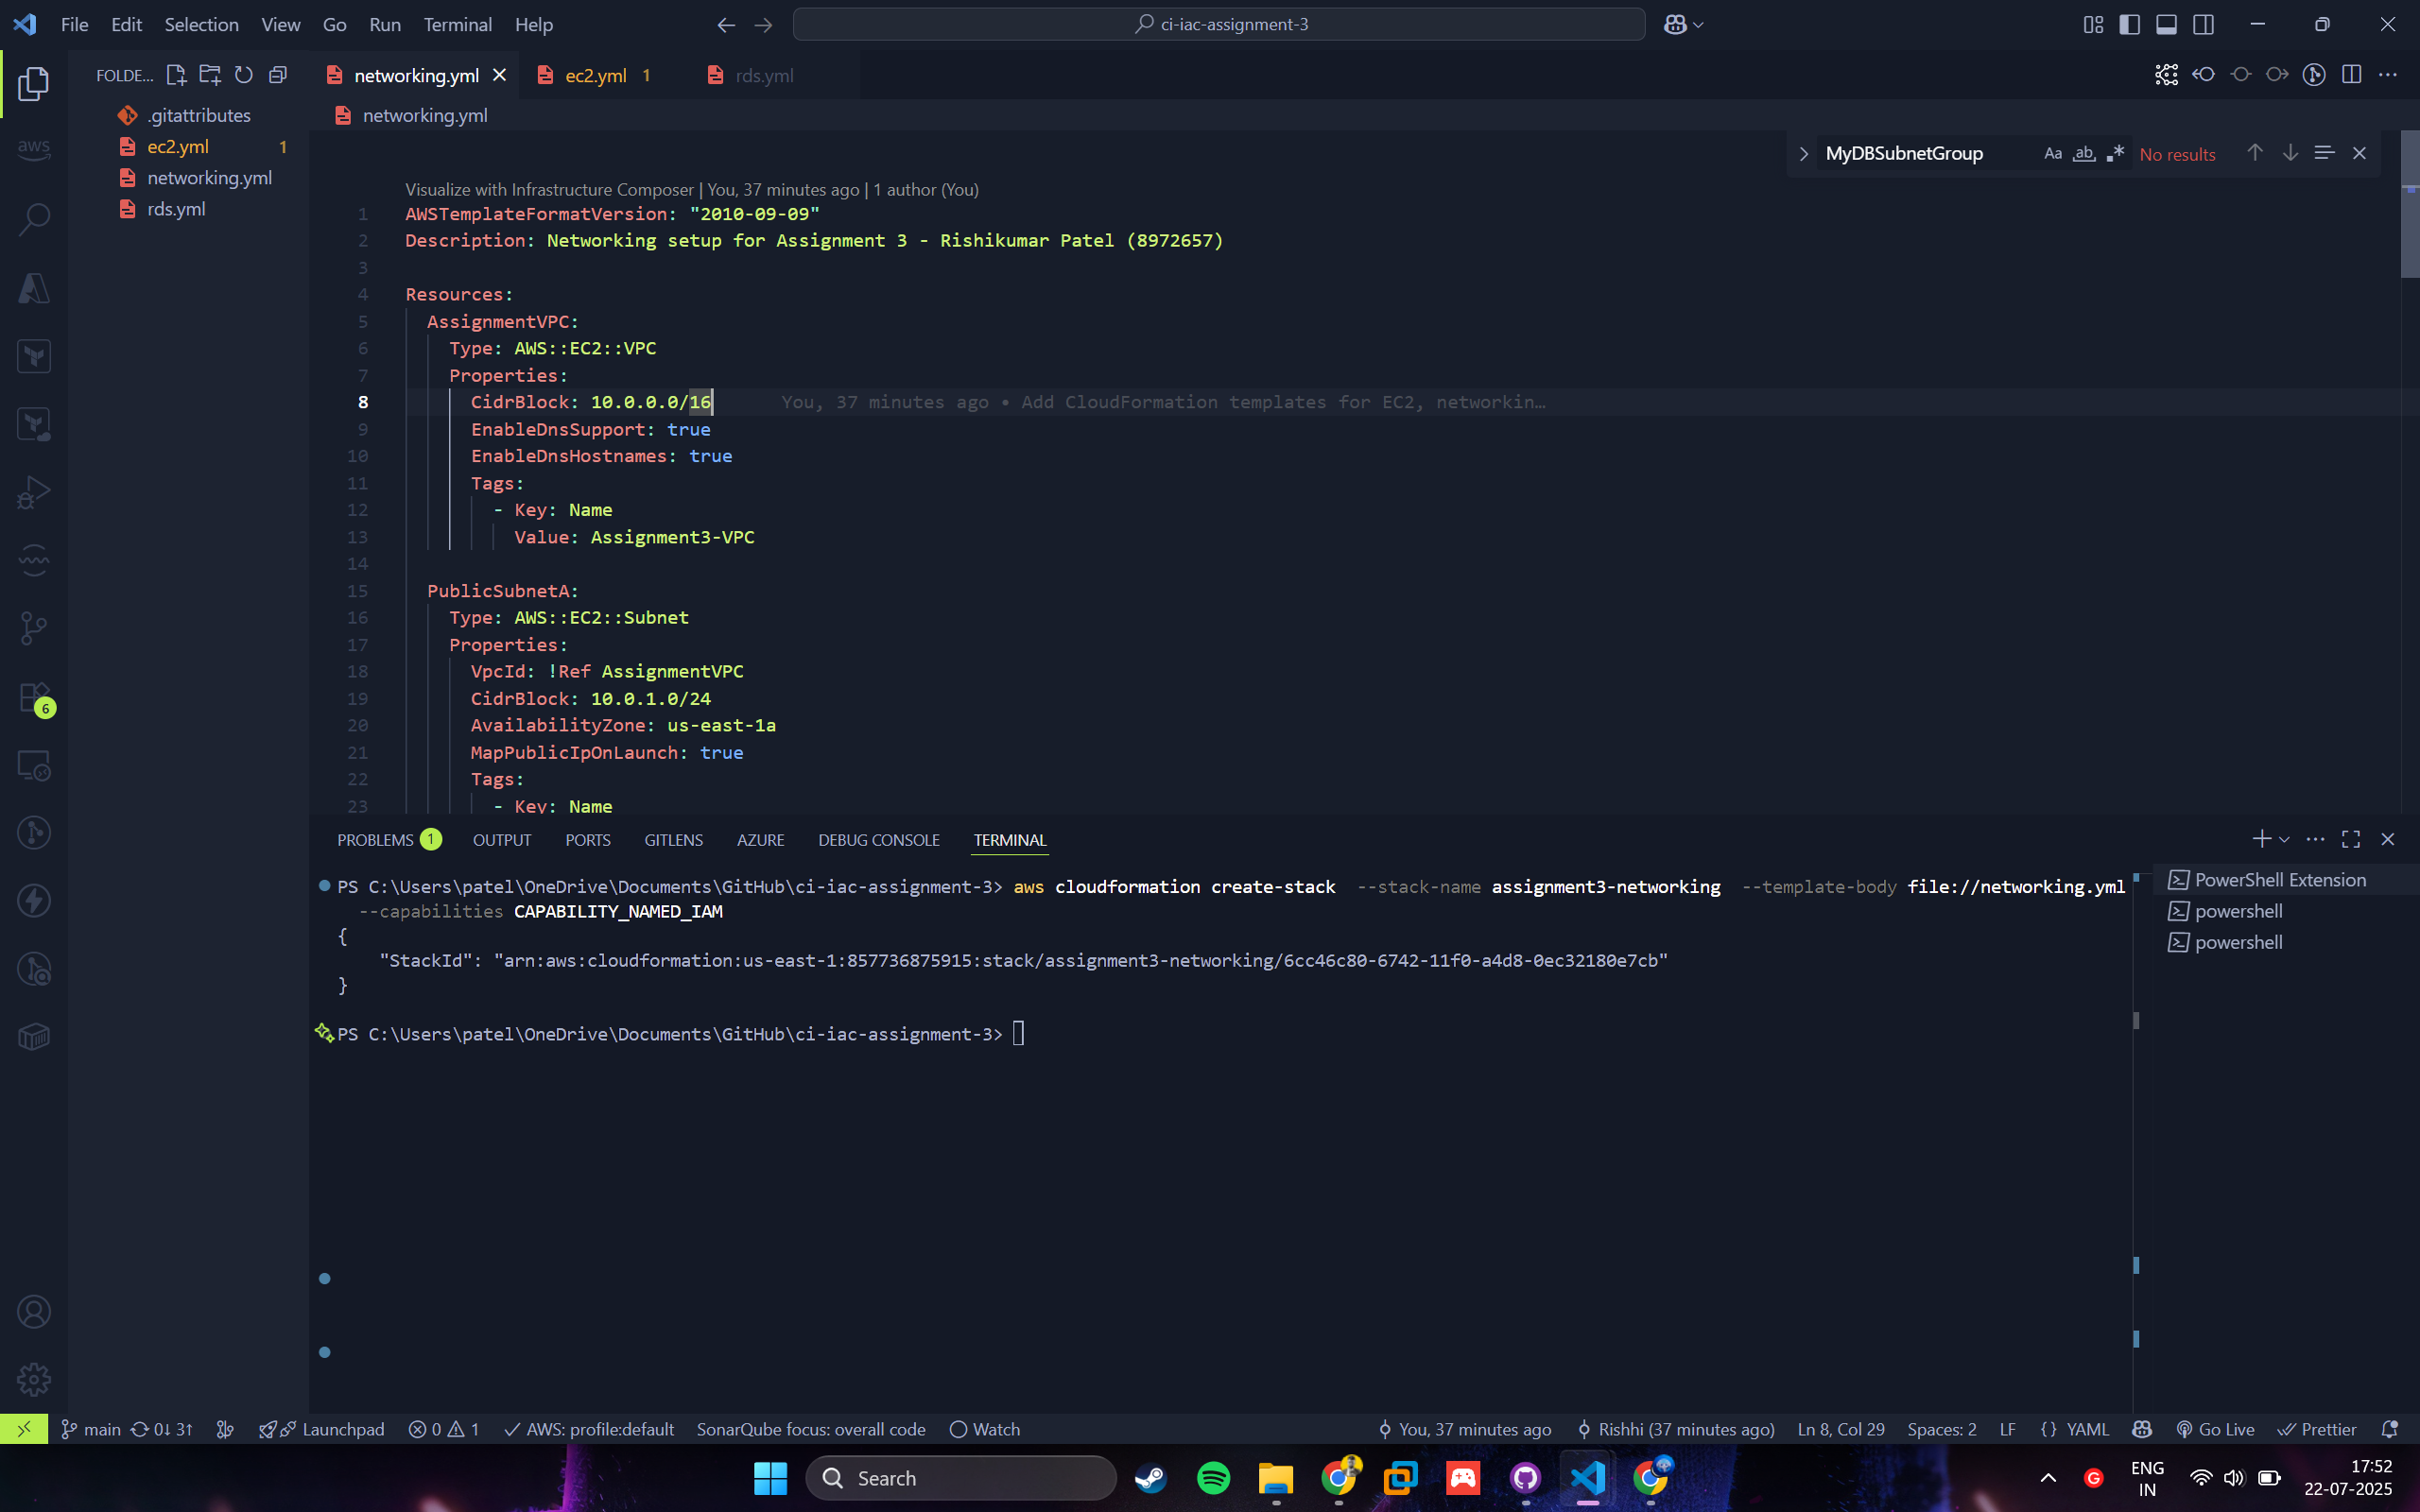 File Edit Selection View Go Run Terminal Help
ci-iac-assignment-3
FOLDE...
networking.yml
ec2.yml 1
rds.yml
aws
.gitattributes
ec2.yml 1
networking.yml
rds.yml
6
networking.yml
MyDBSubnetGroup Aa ab No results
Visualize with Infrastructure Composer | You, 37 minutes ago | 1 author (You)
1 AWSTemplateFormatVersion: "2010-09-09"
2 Description: Networking setup for Assignment 3 - Rishikumar Patel (8972657)
3
4 Resources:
5 AssignmentVPC:
6 Type: AWS::EC2::VPC
7 Properties:
8 CidrBlock: 10.0.0.0/16 You, 37 minutes ago • Add CloudFormation templates for EC2, networkin…
9 EnableDnsSupport: true
10 EnableDnsHostnames: true
11 Tags:
12 - Key: Name
13 Value: Assignment3-VPC
14
15 PublicSubnetA:
16 Type: AWS::EC2::Subnet
17 Properties:
18 VpcId: !Ref AssignmentVPC
19 CidrBlock: 10.0.1.0/24
20 AvailabilityZone: us-east-1a
21 MapPublicIpOnLaunch: true
22 Tags:
23 - Key: Name
PROBLEMS 1 OUTPUT PORTS GITLENS AZURE DEBUG CONSOLE TERMINAL
PS C:\Users\patel\OneDrive\Documents\GitHub\ci-iac-assignment-3> aws cloudformation create-stack --stack-name assignment3-networking --template-body file://networking.yml
--capabilities CAPABILITY_NAMED_IAM
{
"StackId": "arn:aws:cloudformation:us-east-1:857736875915:stack/assignment3-networking/6cc46c80-6742-11f0-a4d8-0ec32180e7cb"
}
PS C:\Users\patel\OneDrive\Documents\GitHub\ci-iac-assignment-3>
PowerShell Extension
powershell
powershell
main 0↓ 3↑ Launchpad 0 1 AWS: profile:default SonarQube focus: overall code Watch You, 37 minutes ago Rishhi (37 minutes ago) Ln 8, Col 29 Spaces: 2 LF {} YAML Go Live Prettier
Search
ENG
IN
17:52
22-07-2025